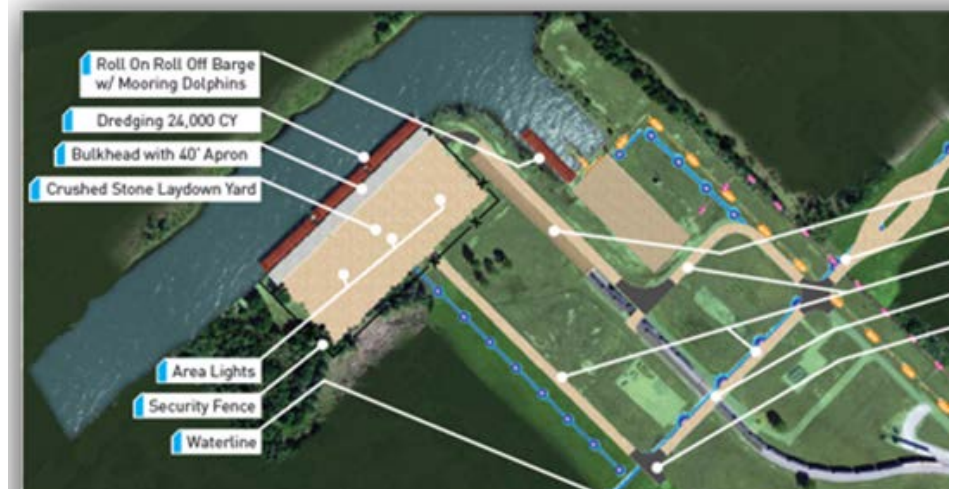 Roll On Roll Off Barge
w/ Mooring Dolphins
Dredging 24,000 CY
Bulkhead with 40' Apron
Crushed Stone Laydown Yard
Area Lights
Security Fence
Waterline